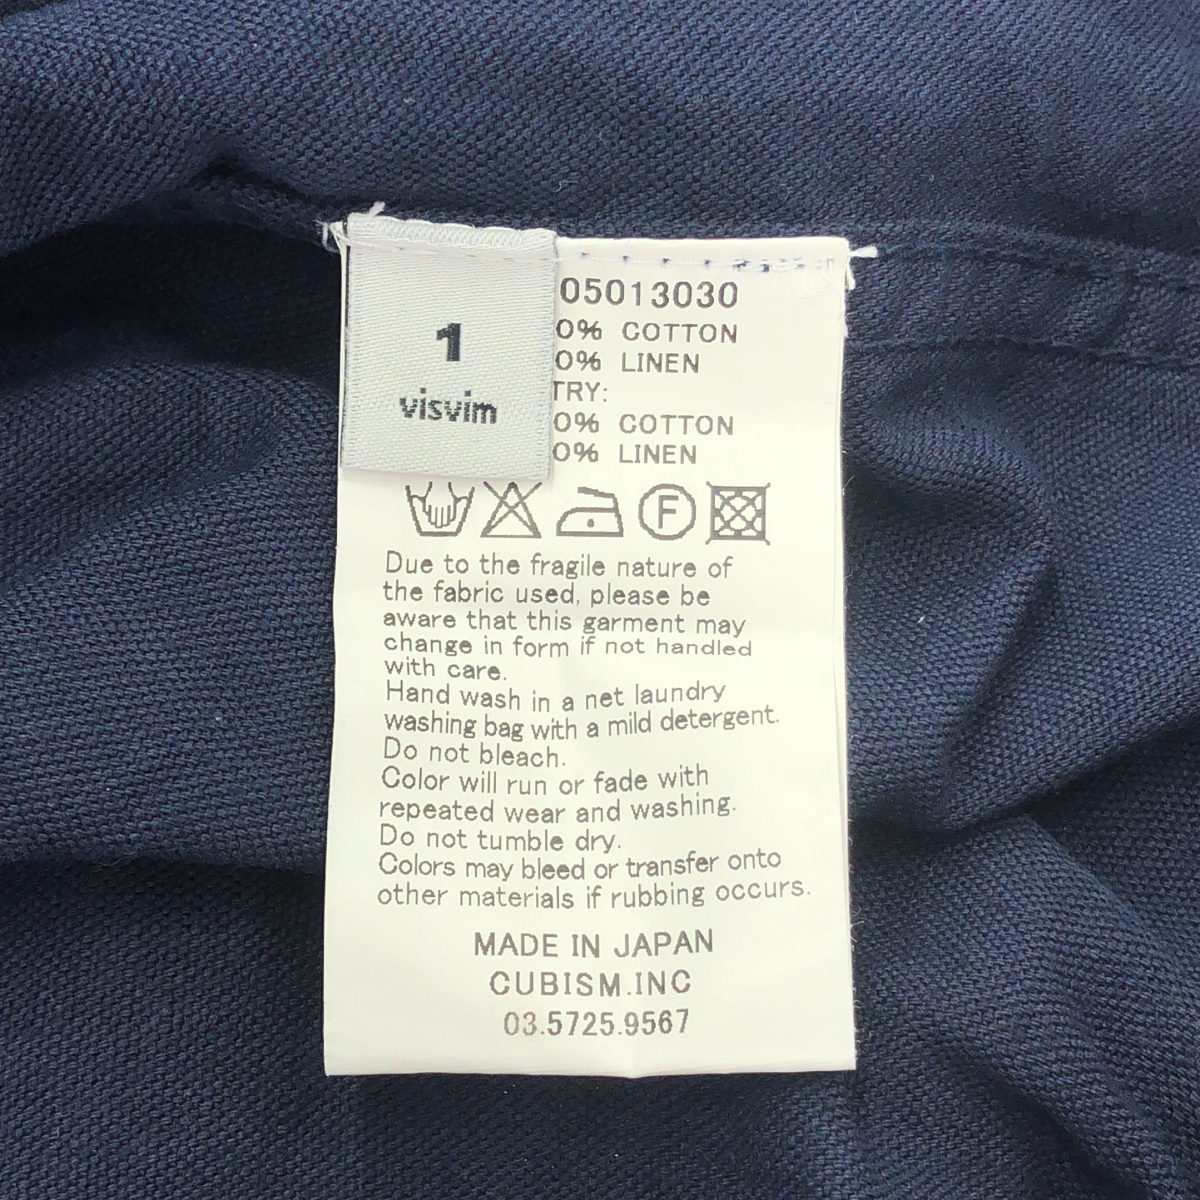 1
visvim
05013030
0% COTTON
0% LINEN
TRY:
0% COTTON
0% LINEN
F
Due to the fragile nature of
the fabric used, please be
aware that this garment may
change in form if not handled
with care.
Hand wash in a net laundry
washing bag with a mild detergent.
Do not bleach.
Color will run or fade with
repeated wear and washing.
Do not tumble dry.
Colors may bleed or transfer onto
other materials if rubbing occurs.
MADE IN JAPAN
CUBISM.INC
03.5725.9567